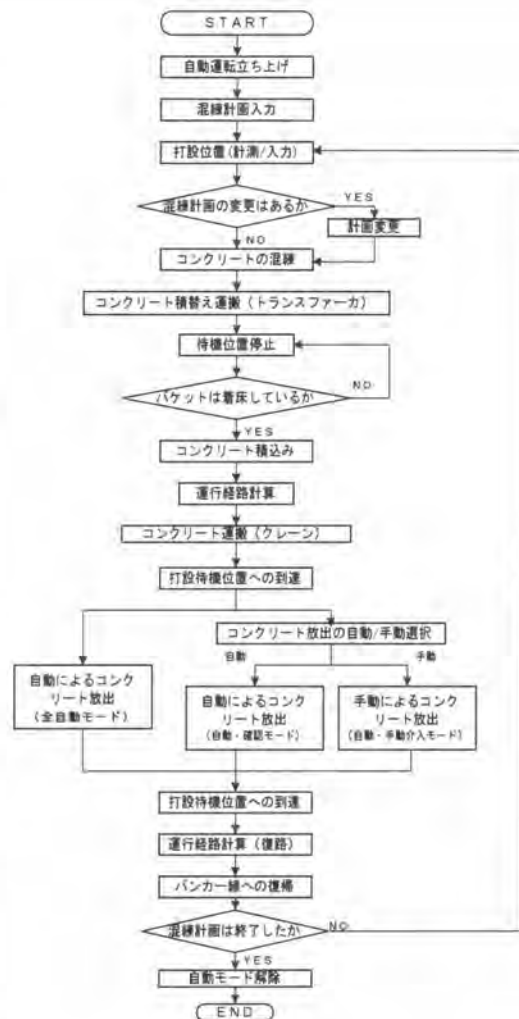 START
自動運転立ち上げ
混練計画入力
打設位置(計測/入力)
混練計画の変更はあるか
YES
計画変更
NO
コンクリートの混練
コンクリート積替え運搬(トランスファーカ)
待機位置停止
バケットは着床しているか
NO
YES
コンクリート積込み
運行経路計算
コンクリート運搬(クレーン)
打設待機位置への到達
コンクリート放出の自動/手動選択
自動
手動
自動によるコンク
リート放出
(全自動モード)
自動によるコンク
リート放出
(自動・確認モード)
手動によるコンク
リート放出
(自動・手動介入モード)
打設待機位置への到達
運行経路計算(復路)
バンカー線への復帰
混練計画は終了したか
NO
YES
自動モード解除
END